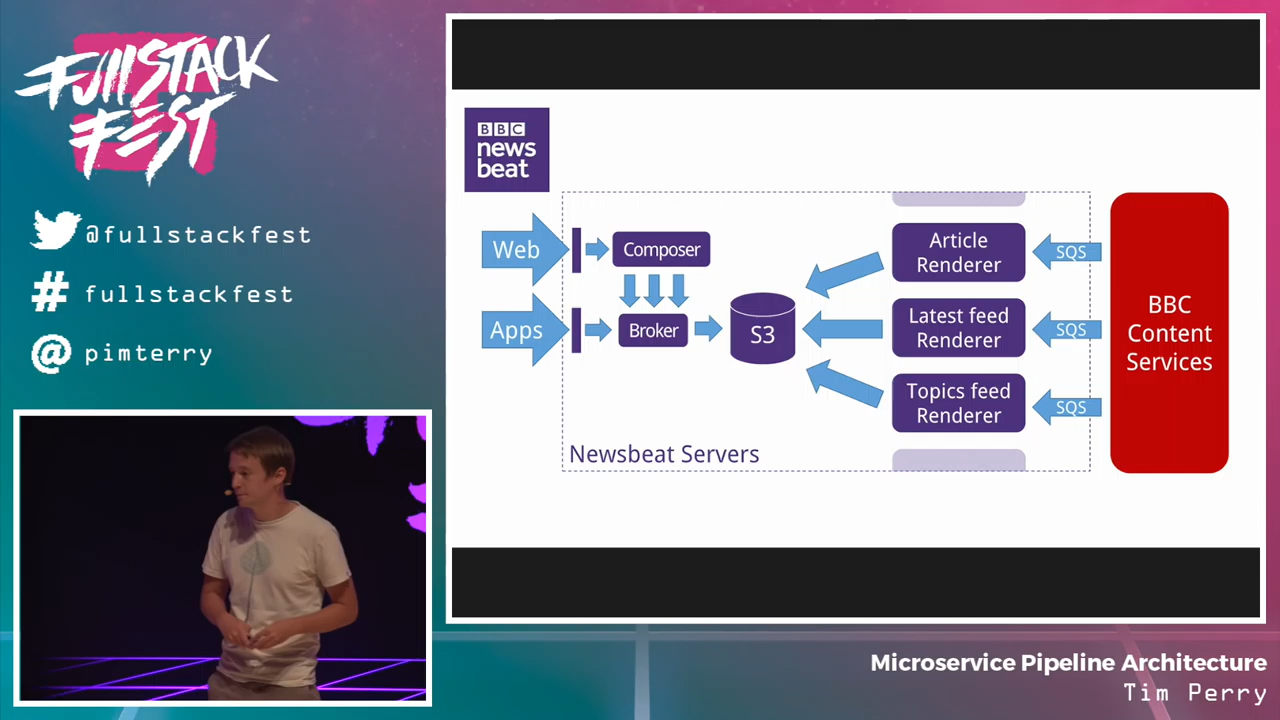 FullSTACK
FEST
@fullstackfest
# fullstackfest
@ pimterry
BBC
news
beat
Web
Composer
Apps
Broker
S3
Article
Renderer
Latest feed
Renderer
Topics feed
Renderer
SQS
SQS
SQS
BBC
Content
Services
Newsbeat Servers
Microservice Pipeline Architecture
Tim Perry